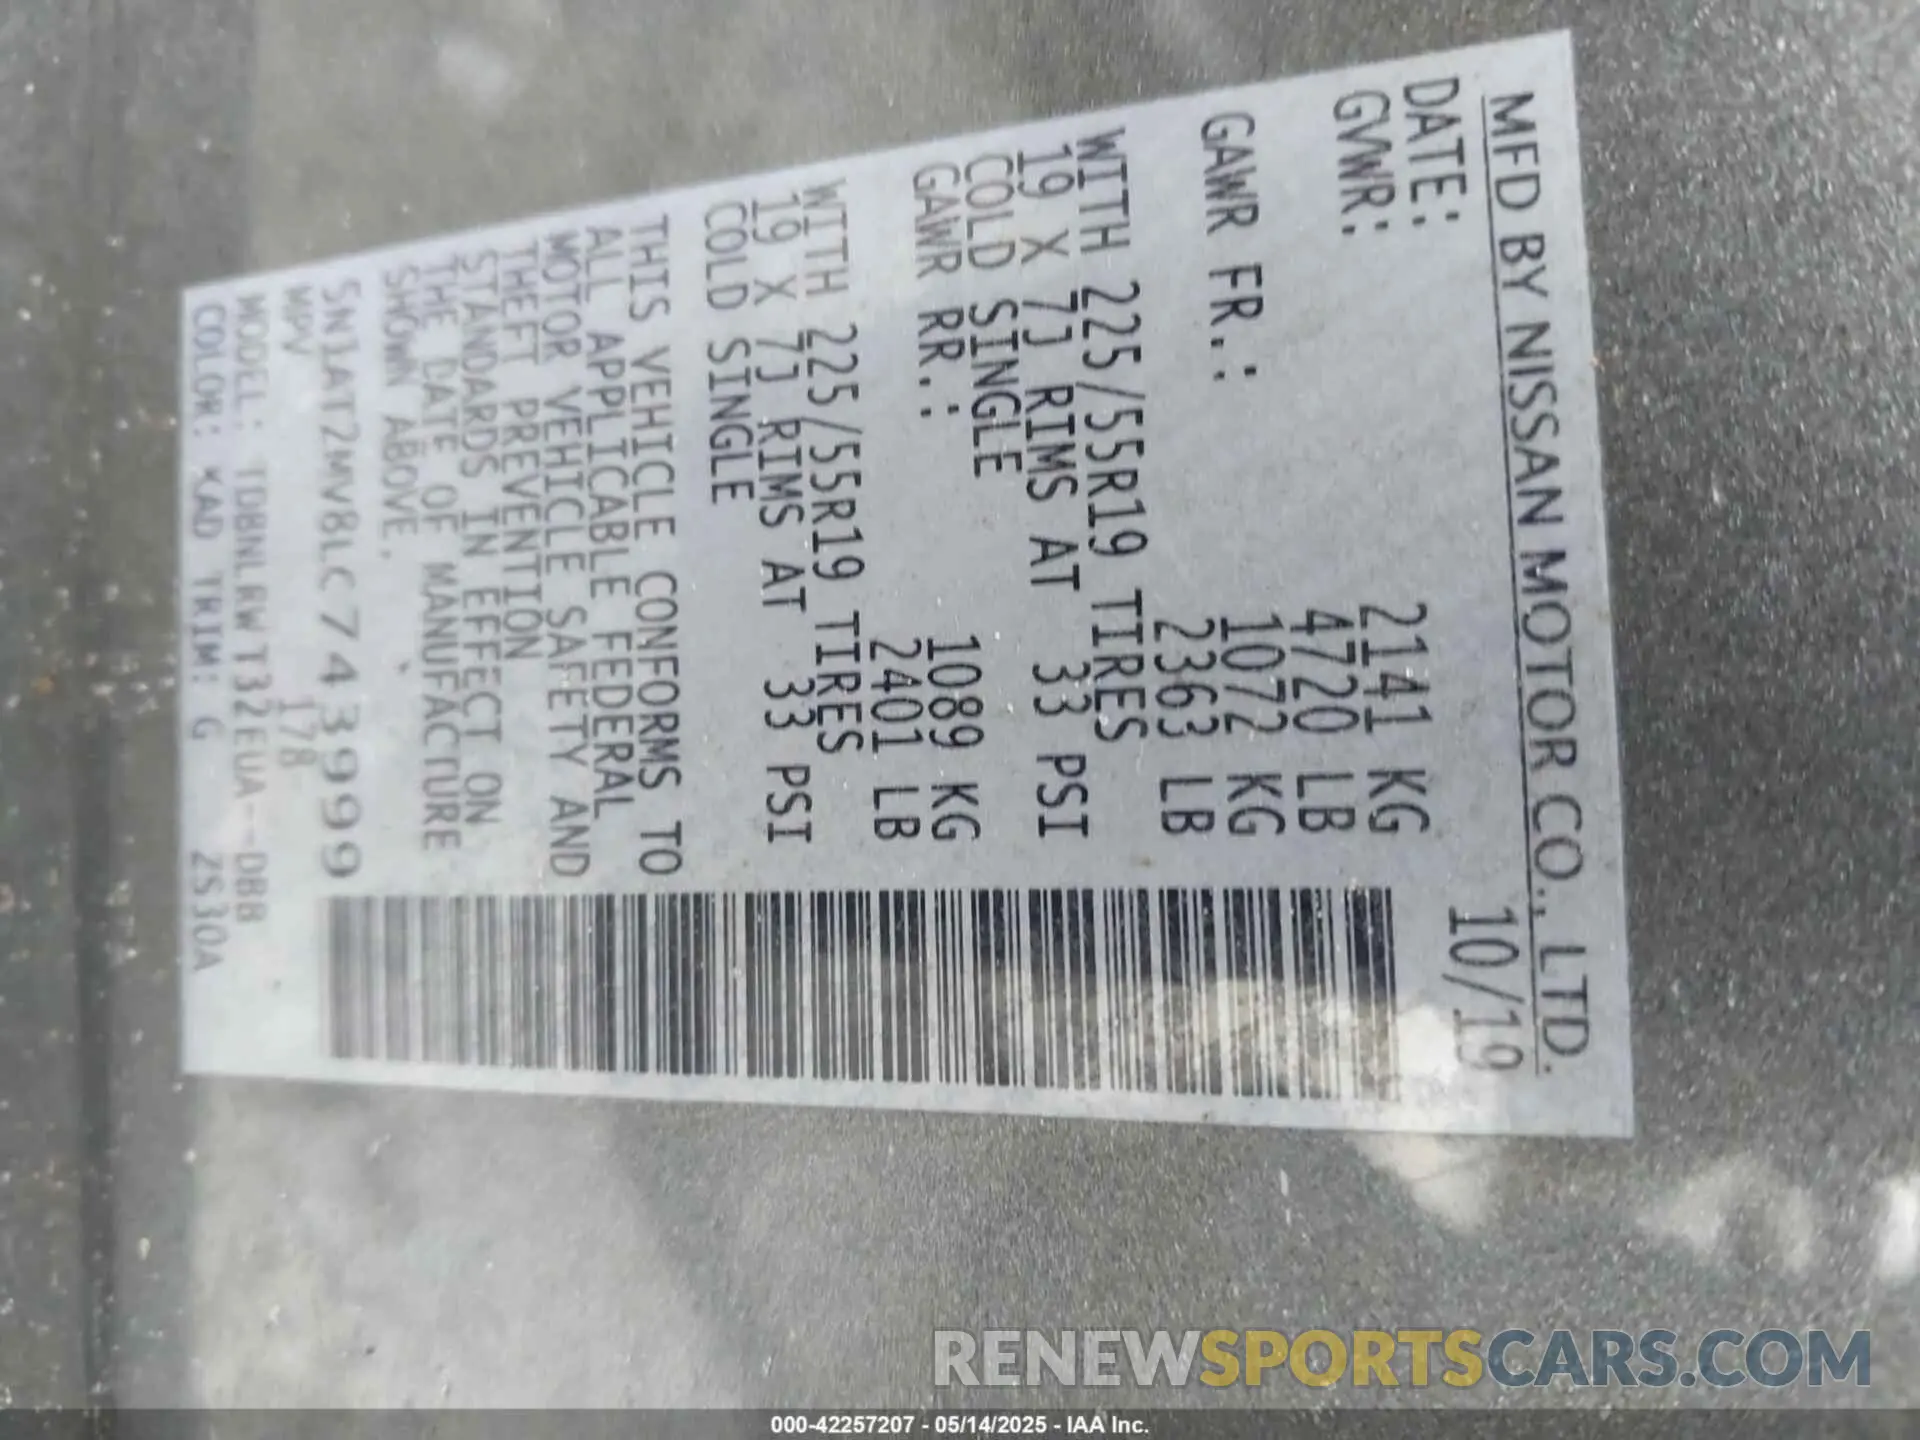 MFD BY NISSAN MOTOR CO., LTD.
DATE: 10/19
GVWR: 2141 KG
4720 LB
GAWR FR.: 1072 KG
2363 LB
WITH 225/55R19 TIRES
19 X 7J RIMS AT 33 PSI
COLD SINGLE
GAWR RR.: 1089 KG
2401 LB
WITH 225/55R19 TIRES
19 X 7J RIMS AT 33 PSI
COLD SINGLE
THIS VEHICLE CONFORMS TO
ALL APPLICABLE FEDERAL
MOTOR VEHICLE SAFETY AND
THEFT PREVENTION
STANDARDS IN EFFECT ON
THE DATE OF MANUFACTURE
SHOWN ABOVE.
5N1AT2MV8LC743999
MPV 178
MODEL: TDBNLRWT32EUA--DBB
COLOR: KAD TRIM: G 2530A
RENEWSPORTSCARS.COM
000-42257207 - 05/14/2025 - IAA Inc.